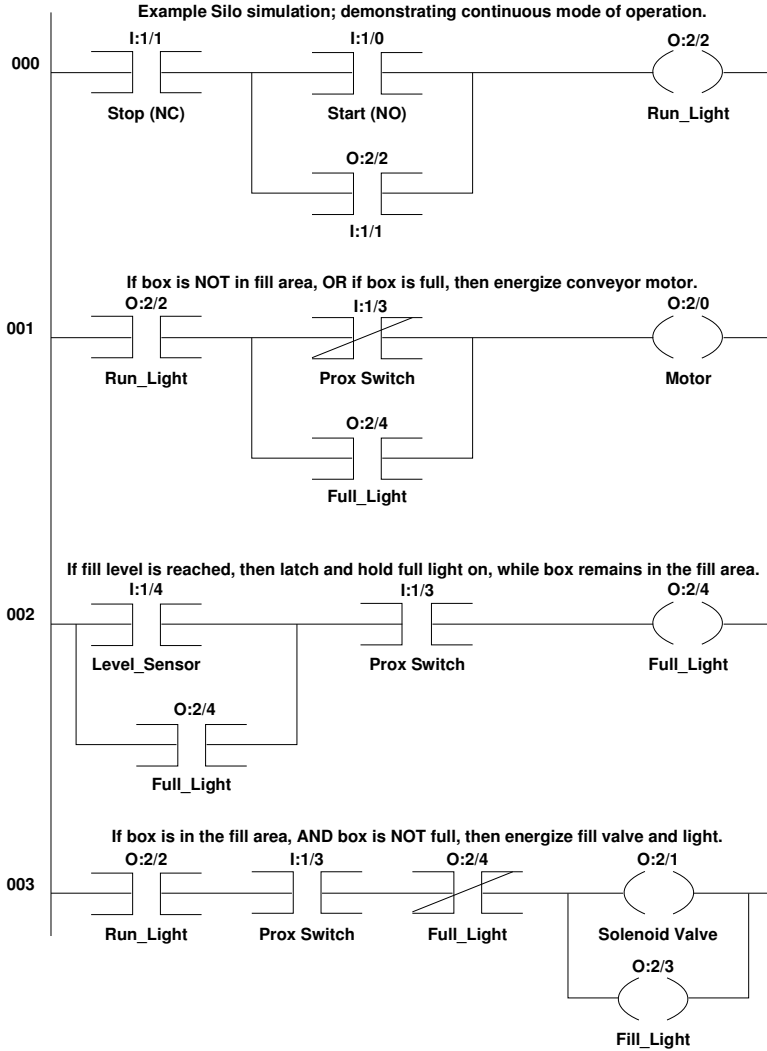 Example Silo simulation; demonstrating continuous mode of operation.
I:1/1 I:1/0 O:2/2
000
Stop (NC) Start (NO) Run_Light
O:2/2
I:1/1
If box is NOT in fill area, OR if box is full, then energize conveyor motor.
O:2/2 I:1/3 O:2/0
001
Run_Light Prox Switch Motor
O:2/4
Full_Light
If fill level is reached, then latch and hold full light on, while box remains in the fill area.
I:1/4 I:1/3 O:2/4
002
Level_Sensor Prox Switch Full_Light
O:2/4
Full_Light
If box is in the fill area, AND box is NOT full, then energize fill valve and light.
O:2/2 I:1/3 O:2/4 O:2/1
003
Run_Light Prox Switch Full_Light Solenoid Valve
O:2/3
Fill_Light